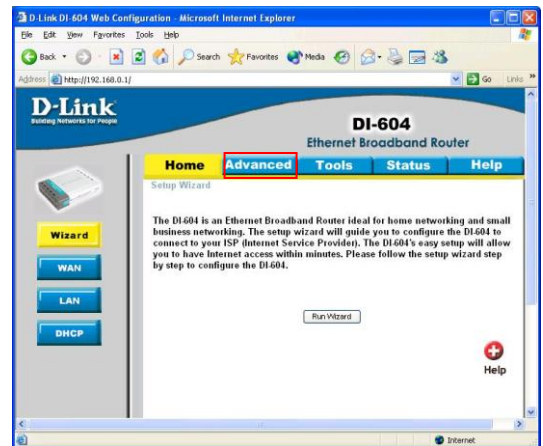 D-Link DI-604 Web Configuration - Microsoft Internet Explorer
File Edit View Favorites Tools Help
Back Search Favorites Media
Address http://192.168.0.1/ Go Links »
D-Link
Building Networks for People
DI-604
Ethernet Broadband Router
Home Advanced Tools Status Help
Setup Wizard
The DI-604 is an Ethernet Broadband Router ideal for home networking and small
business networking. The setup wizard will guide you to configure the DI-604 to
connect to your ISP (Internet Service Provider). The DI-604's easy setup will allow
you to have Internet access within minutes. Please follow the setup wizard step
by step to configure the DI-604.
Wizard
WAN
LAN
DHCP
Run Wizard
Help
Internet